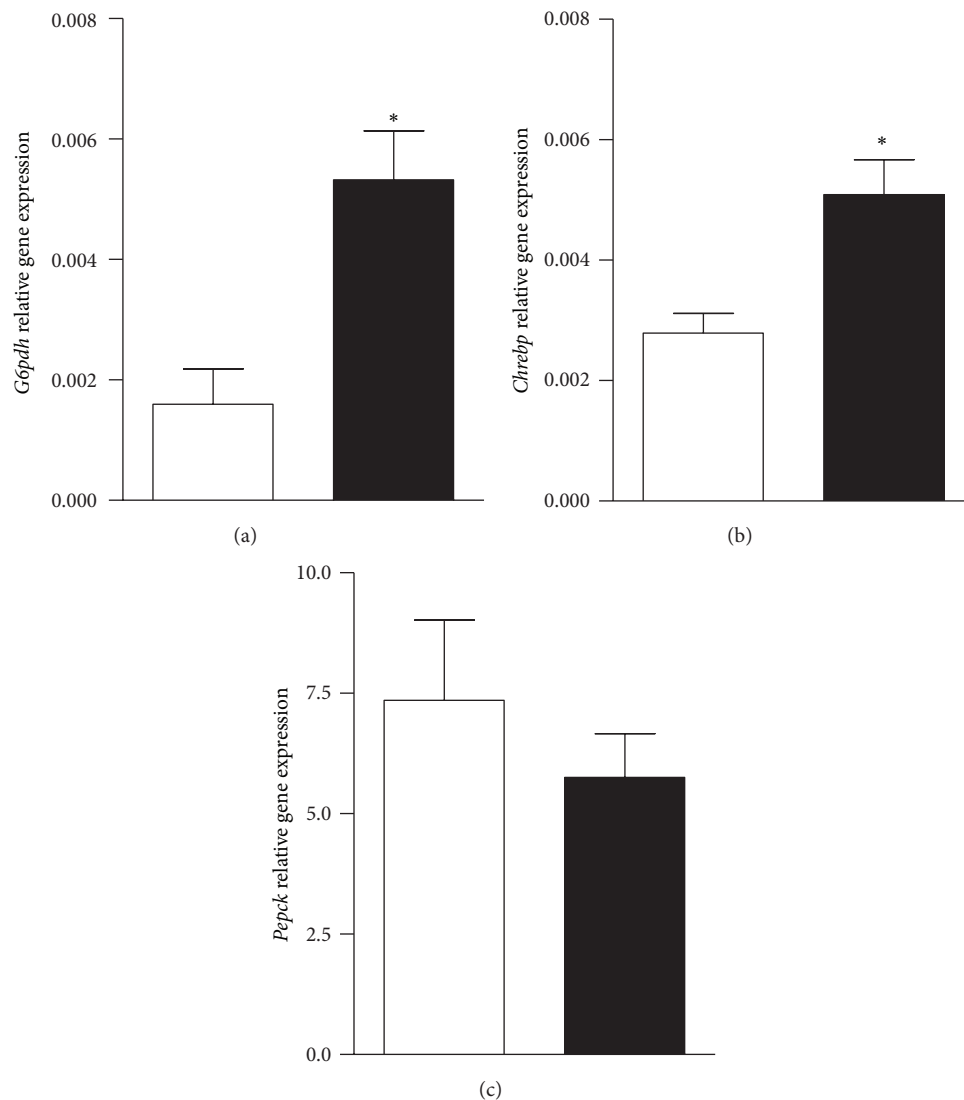 G6pdh relative gene expression
0.008
0.006
0.004
0.002
0.000
*
(a)
Chrebp relative gene expression
0.008
0.006
0.004
0.002
0.000
*
(b)
Pepck relative gene expression
10.0
7.5
5.0
2.5
0.0
(c)